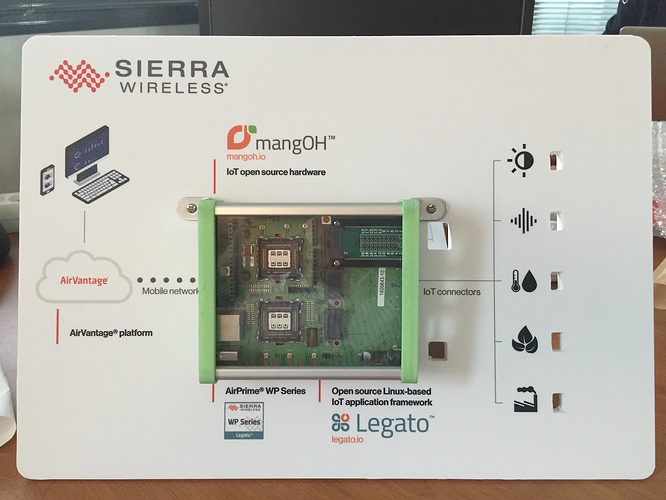 SIERRA
WIRELESS®
mangOH™
mangoh.io
IoT open source hardware
AirVantage®
Mobile network
IoT connectors
AirVantage® platform
AirPrime® WP Series
SIERRA
WIRELESS
WP Series
Legato™
Open source Linux-based
IoT application framework
Legato™
legato.io